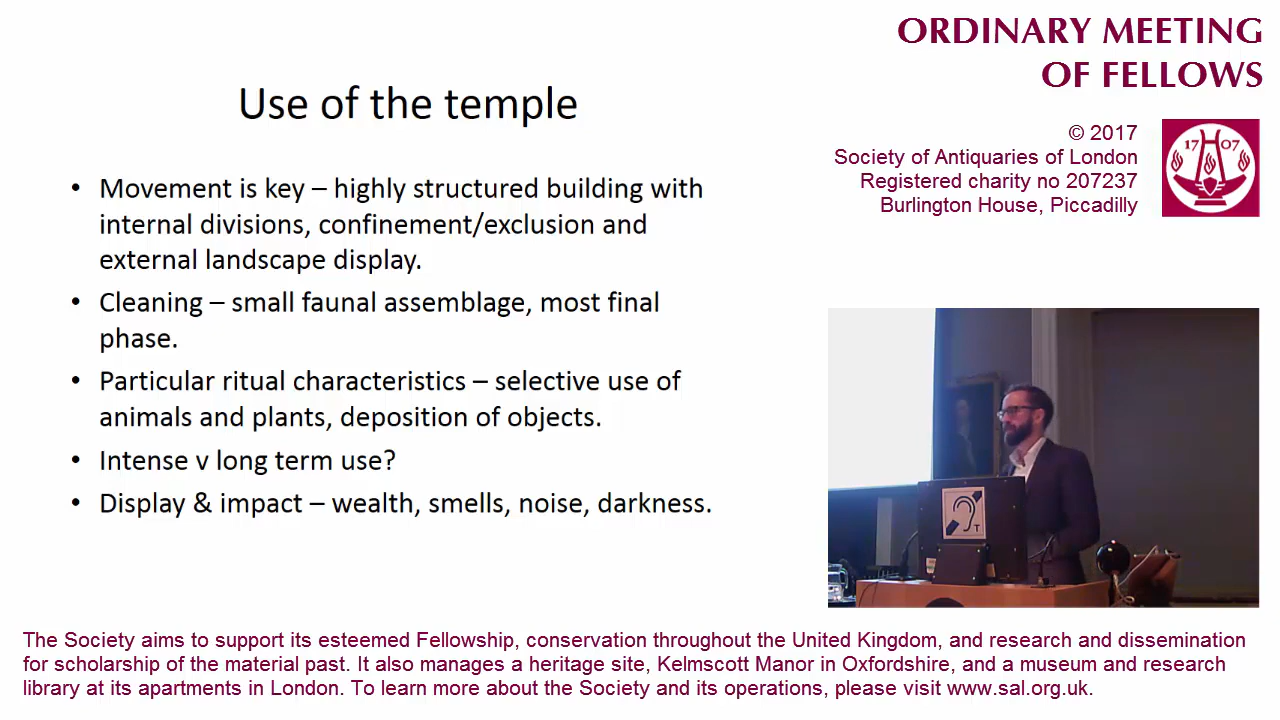 ORDINARY MEETING
OF FELLOWS
Use of the temple
© 2017
Society of Antiquaries of London
Registered charity no 207237
Burlington House, Piccadilly
17 07
• Movement is key – highly structured building with
internal divisions, confinement/exclusion and
external landscape display.
• Cleaning – small faunal assemblage, most final
phase.
• Particular ritual characteristics – selective use of
animals and plants, deposition of objects.
• Intense v long term use?
• Display & impact – wealth, smells, noise, darkness.
T
The Society aims to support its esteemed Fellowship, conservation throughout the United Kingdom, and research and dissemination
for scholarship of the material past. It also manages a heritage site, Kelmscott Manor in Oxfordshire, and a museum and research
library at its apartments in London. To learn more about the Society and its operations, please visit www.sal.org.uk.